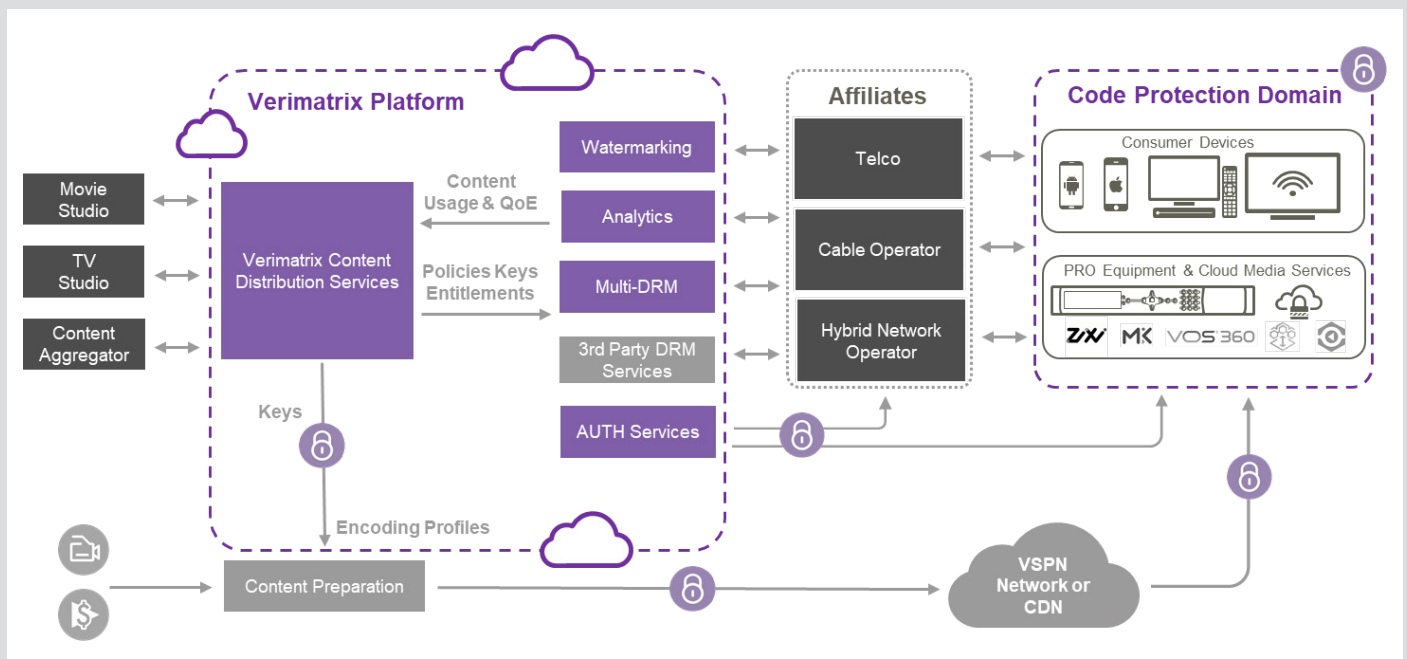 Verimatrix Platform
Affiliates
Code Protection Domain
Movie
Studio
TV
Studio
Content
Aggregator
Verimatrix Content
Distribution Services
Content
Usage & QoE
Policies Keys
Entitlements
Watermarking
Analytics
Multi-DRM
3rd Party DRM
Services
AUTH Services
Telco
Cable Operator
Hybrid Network
Operator
Consumer Devices
PRO Equipment & Cloud Media Services
ZiXi
MK
VOS 360
Keys
Encoding Profiles
Content Preparation
VSPN
Network or
CDN